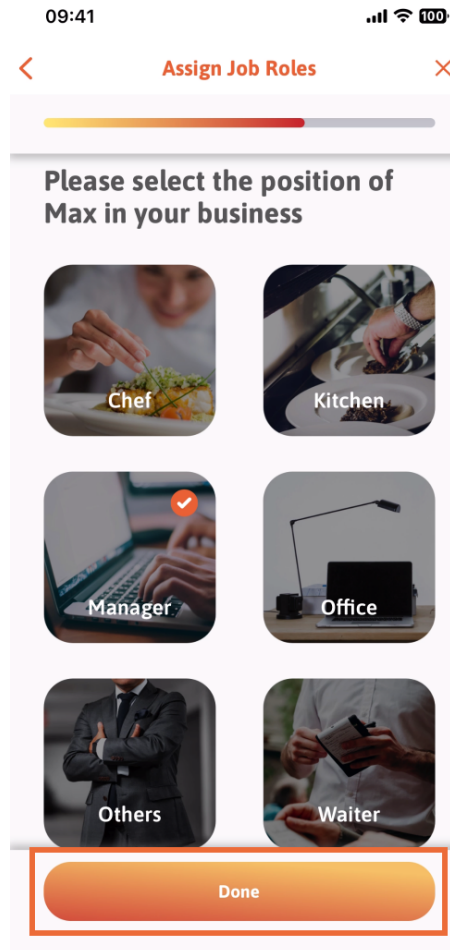 09:41
100
Assign Job Roles
Please select the position of
Max in your business
Chef
Kitchen
Manager
Office
Others
Waiter
Done